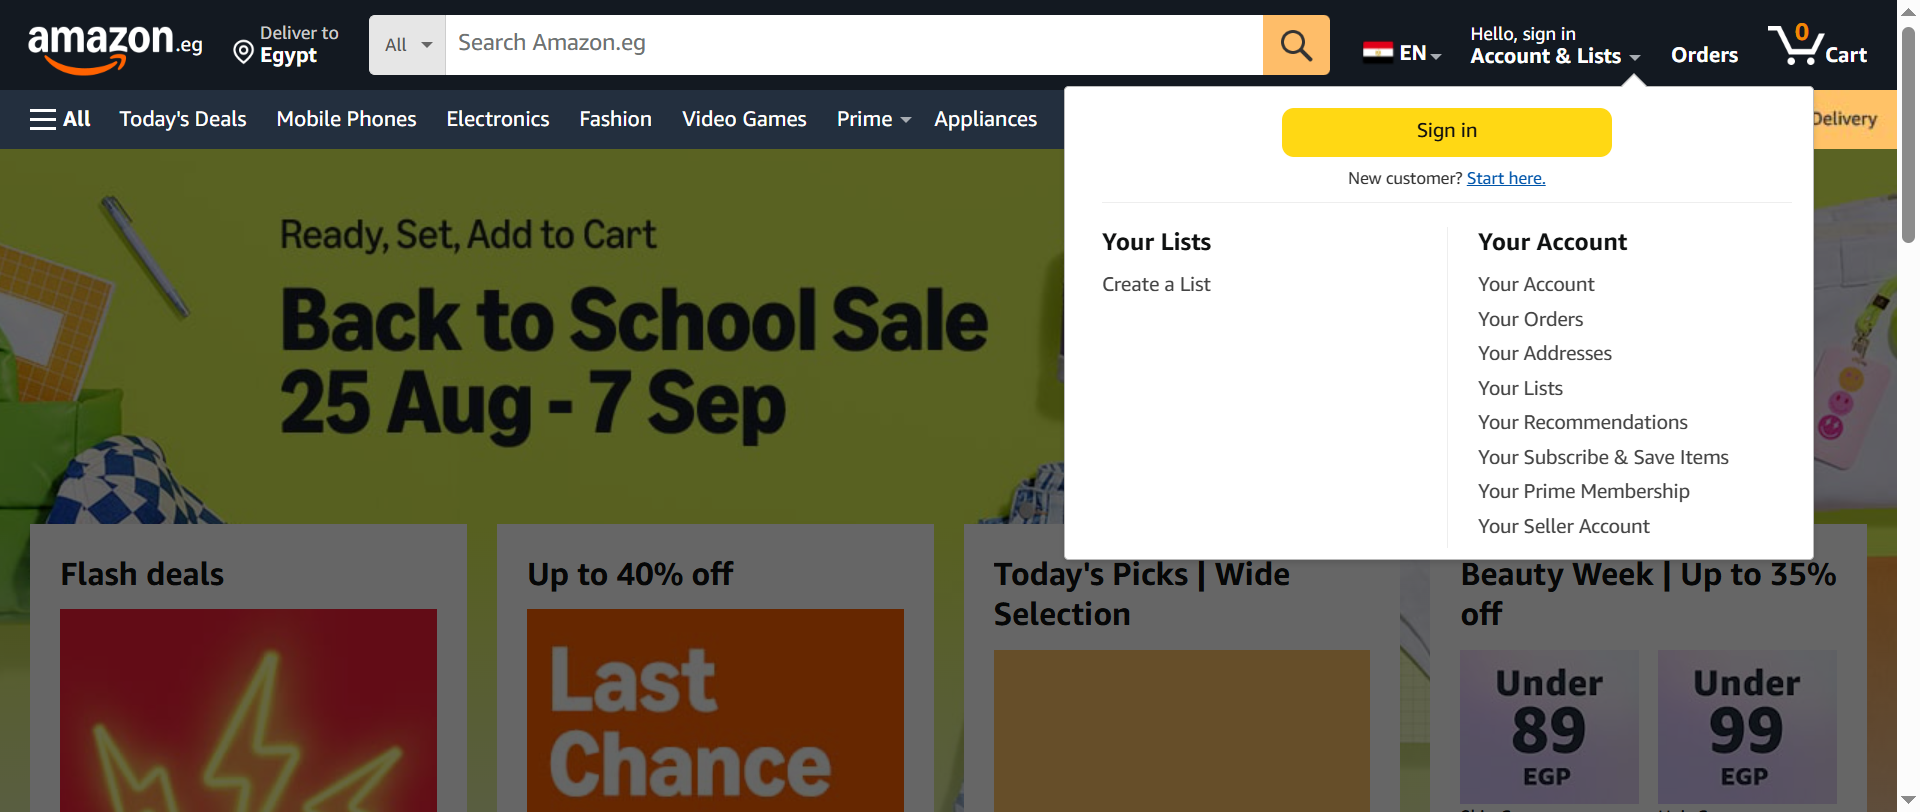 amazon.eg
Deliver to
Egypt
All
Search Amazon.eg
EN
Hello, sign in
Account & Lists
Orders
0
Cart
All
Today's Deals
Mobile Phones
Electronics
Fashion
Video Games
Prime
Appliances
Delivery
Sign in
New customer? Start here.
Your Lists
Create a List
Your Account
Your Account
Your Orders
Your Addresses
Your Lists
Your Recommendations
Your Subscribe & Save Items
Your Prime Membership
Your Seller Account
Ready, Set, Add to Cart
Back to School Sale
25 Aug - 7 Sep
Flash deals
Up to 40% off
Last
Chance
Today's Picks | Wide
Selection
Beauty Week | Up to 35%
off
Under
89
EGP
Under
99
EGP